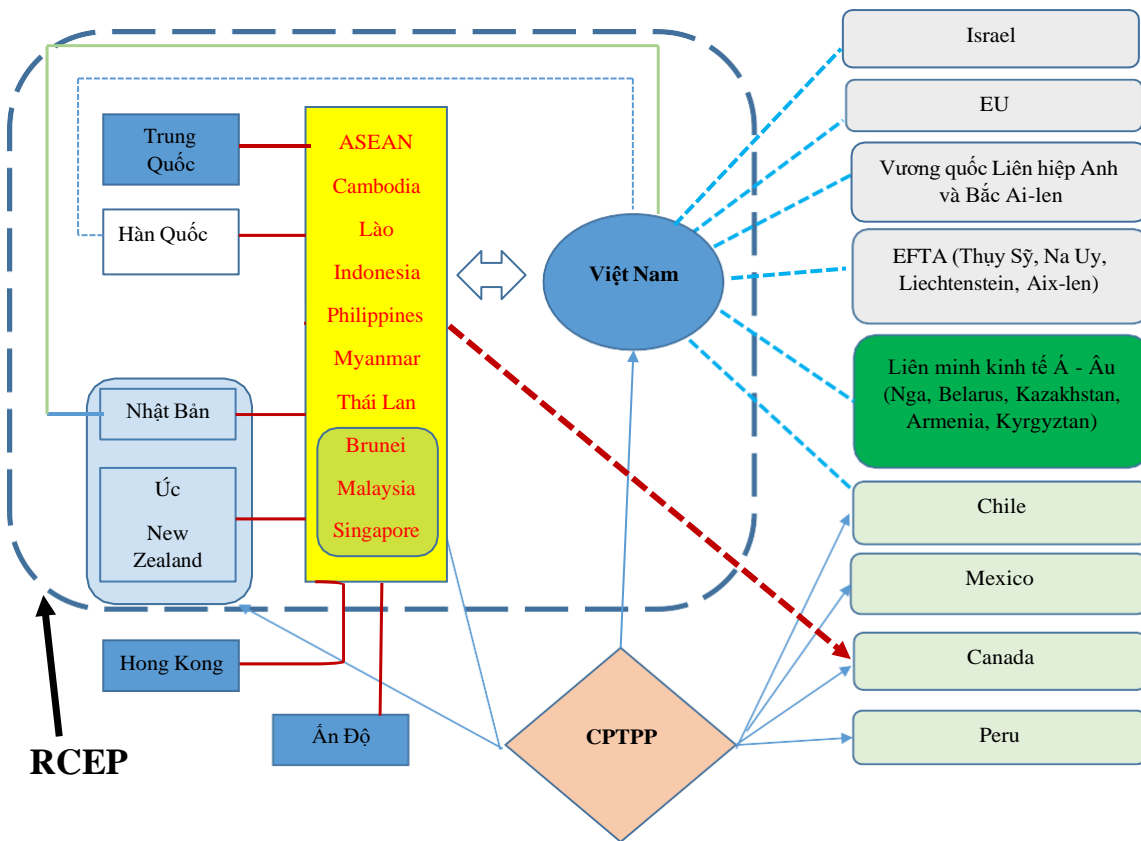 Trung
Quốc
Hàn Quốc
Nhật Bản
Úc
New
Zealand
Hong Kong
Ấn Độ
RCEP
ASEAN
Cambodia
Lào
Indonesia
Philippines
Myanmar
Thái Lan
Brunei
Malaysia
Singapore
Việt Nam
CPTPP
Israel
EU
Vương quốc Liên hiệp Anh
và Bắc Ai-len
EFTA (Thụy Sỹ, Na Uy,
Liechtenstein, Aix-len)
Liên minh kinh tế Á - Âu
(Nga, Belarus, Kazakhstan,
Armenia, Kyrgyztan)
Chile
Mexico
Canada
Peru